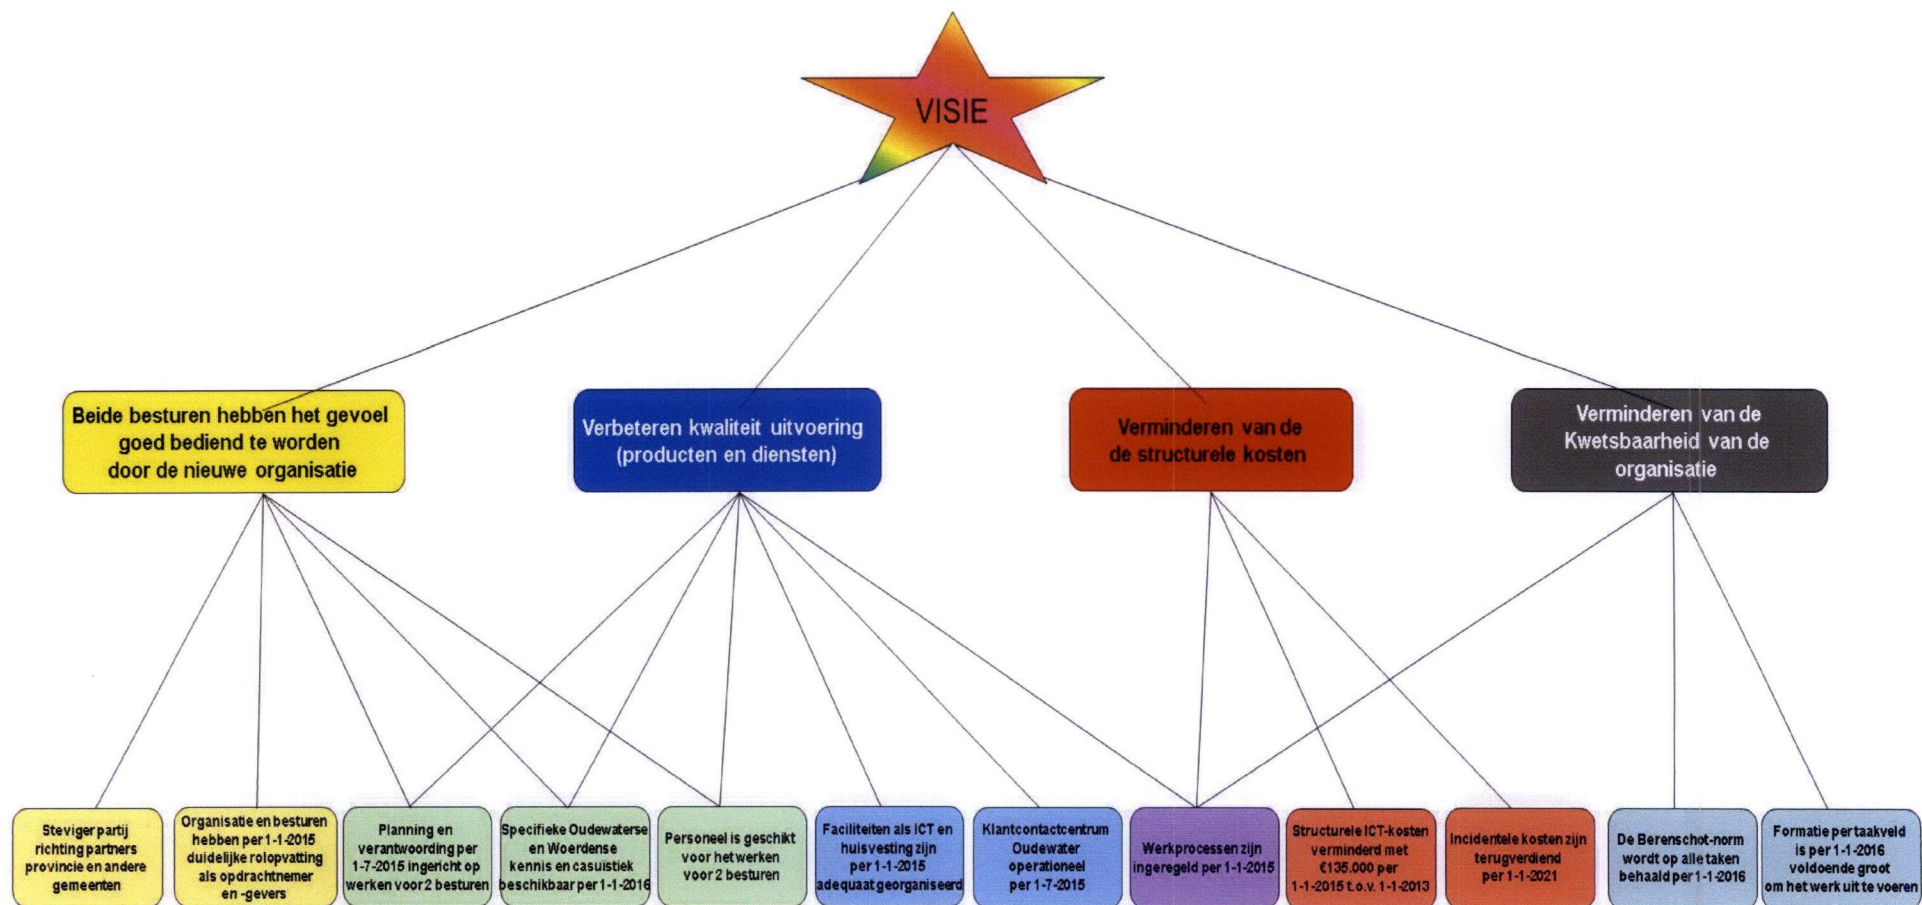 VISIE
Beide besturen hebben het gevoel
goed bediend te worden
door de nieuwe organisatie
Verbeteren kwaliteit uitvoering
(producten en diensten)
Verminderen van de
de structurele kosten
Verminderen van de
Kwetsbaarheid van de
organisatie
Steviger partij
richting partners
provincie en andere
gemeenten
Organisatie en besturen
hebben per 1-1-2015
duidelijke rolopvatting
als opdrachtnemer
en -gevers
Planning en
verantwoording per
1-7-2015 ingericht op
werken voor 2 besturen
Specifieke Oudewaterse
en Woerdense
kennis en casuïstiek
beschikbaar per 1-1-2016
Personeel is geschikt
voor het werken
voor 2 besturen
Faciliteiten als ICT en
huisvesting zijn
per 1-1-2015
adequaat georganiseerd
Klantcontactcentrum
Oudewater
operationeel
per 1-7-2015
Werkprocessen zijn
ingeregeld per 1-1-2015
Structurele ICT-kosten
verminderd met
€135.000 per
1-1-2015 t.o.v. 1-1-2013
Incidentele kosten zijn
terugverdiend
per 1-1-2021
De Berenschot-norm
wordt op alle taken
behaald per 1-1-2016
Formatie per taakveld
is per 1-1-2016
voldoende groot
om het werk uit te voeren